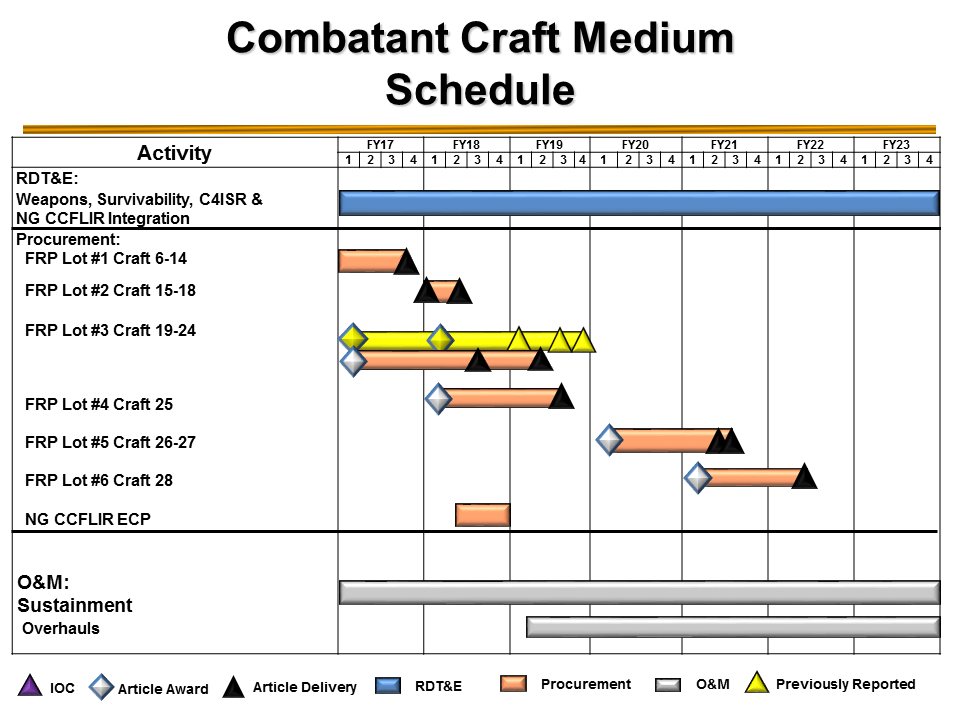 Combatant Craft Medium
Schedule
Activity
FY17 FY18 FY19 FY20 FY21 FY22 FY23
1 2 3 4 1 2 3 4 1 2 3 4 1 2 3 4 1 2 3 4 1 2 3 4 1 2 3 4
RDT&E:
Weapons, Survivability, C4ISR &
NG CCFLIR Integration
Procurement:
FRP Lot #1 Craft 6-14
FRP Lot #2 Craft 15-18
FRP Lot #3 Craft 19-24
FRP Lot #4 Craft 25
FRP Lot #5 Craft 26-27
FRP Lot #6 Craft 28
NG CCFLIR ECP
O&M:
Sustainment
Overhauls
IOC Article Award Article Delivery RDT&E Procurement O&M Previously Reported